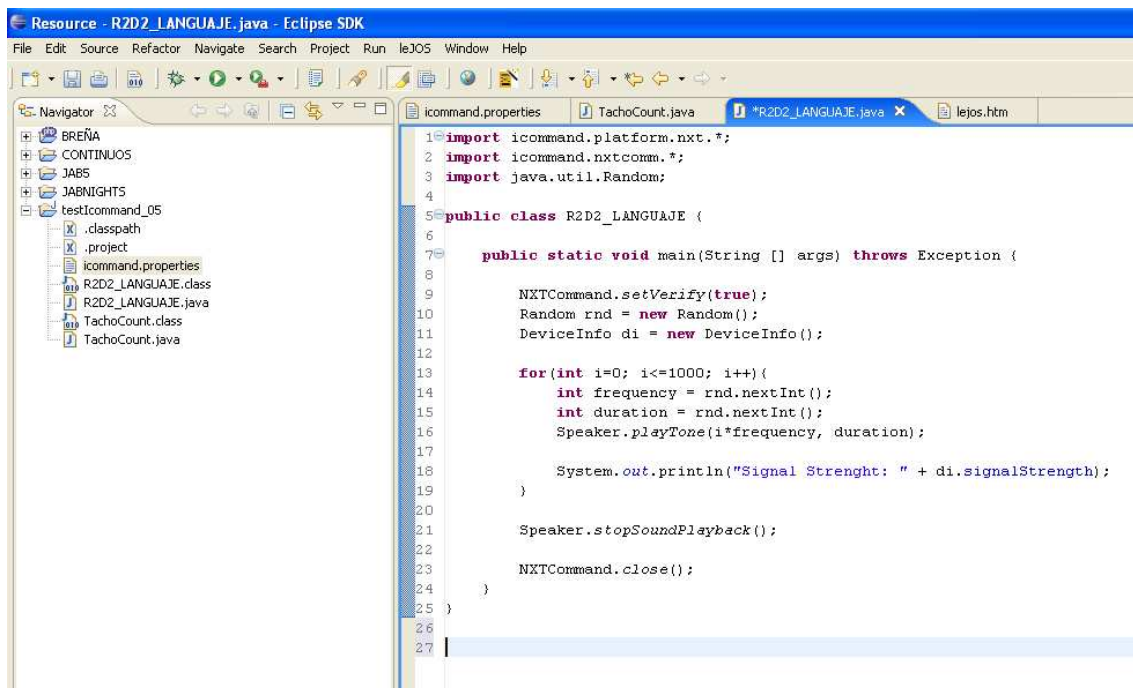 Resource - R2D2_LANGUAJE.java - Eclipse SDK
File Edit Source Refactor Navigate Search Project Run leJOS Window Help
Navigator
BREÑA
CONTINUOS
JAB5
JABNIGHTS
testIcommand_05
.classpath
.project
icommand.properties
R2D2_LANGUAJE.class
R2D2_LANGUAJE.java
TachoCount.class
TachoCount.java
icommand.properties TachoCount.java *R2D2_LANGUAJE.java lejos.htm
1 import icommand.platform.nxt.*;
2 import icommand.nxtcomm.*;
3 import java.util.Random;
4
5 public class R2D2_LANGUAJE {
6
7 public static void main(String [] args) throws Exception {
8
9 NXTCommand.setVerify(true);
10 Random rnd = new Random();
11 DeviceInfo di = new DeviceInfo();
12
13 for(int i=0; i<=1000; i++){
14 int frequency = rnd.nextInt();
15 int duration = rnd.nextInt();
16 Speaker.playTone(i*frequency, duration);
17
18 System.out.println("Signal Strenght: " + di.signalStrength);
19 }
20
21 Speaker.stopSoundPlayback();
22
23 NXTCommand.close();
24 }
25 }
26
27